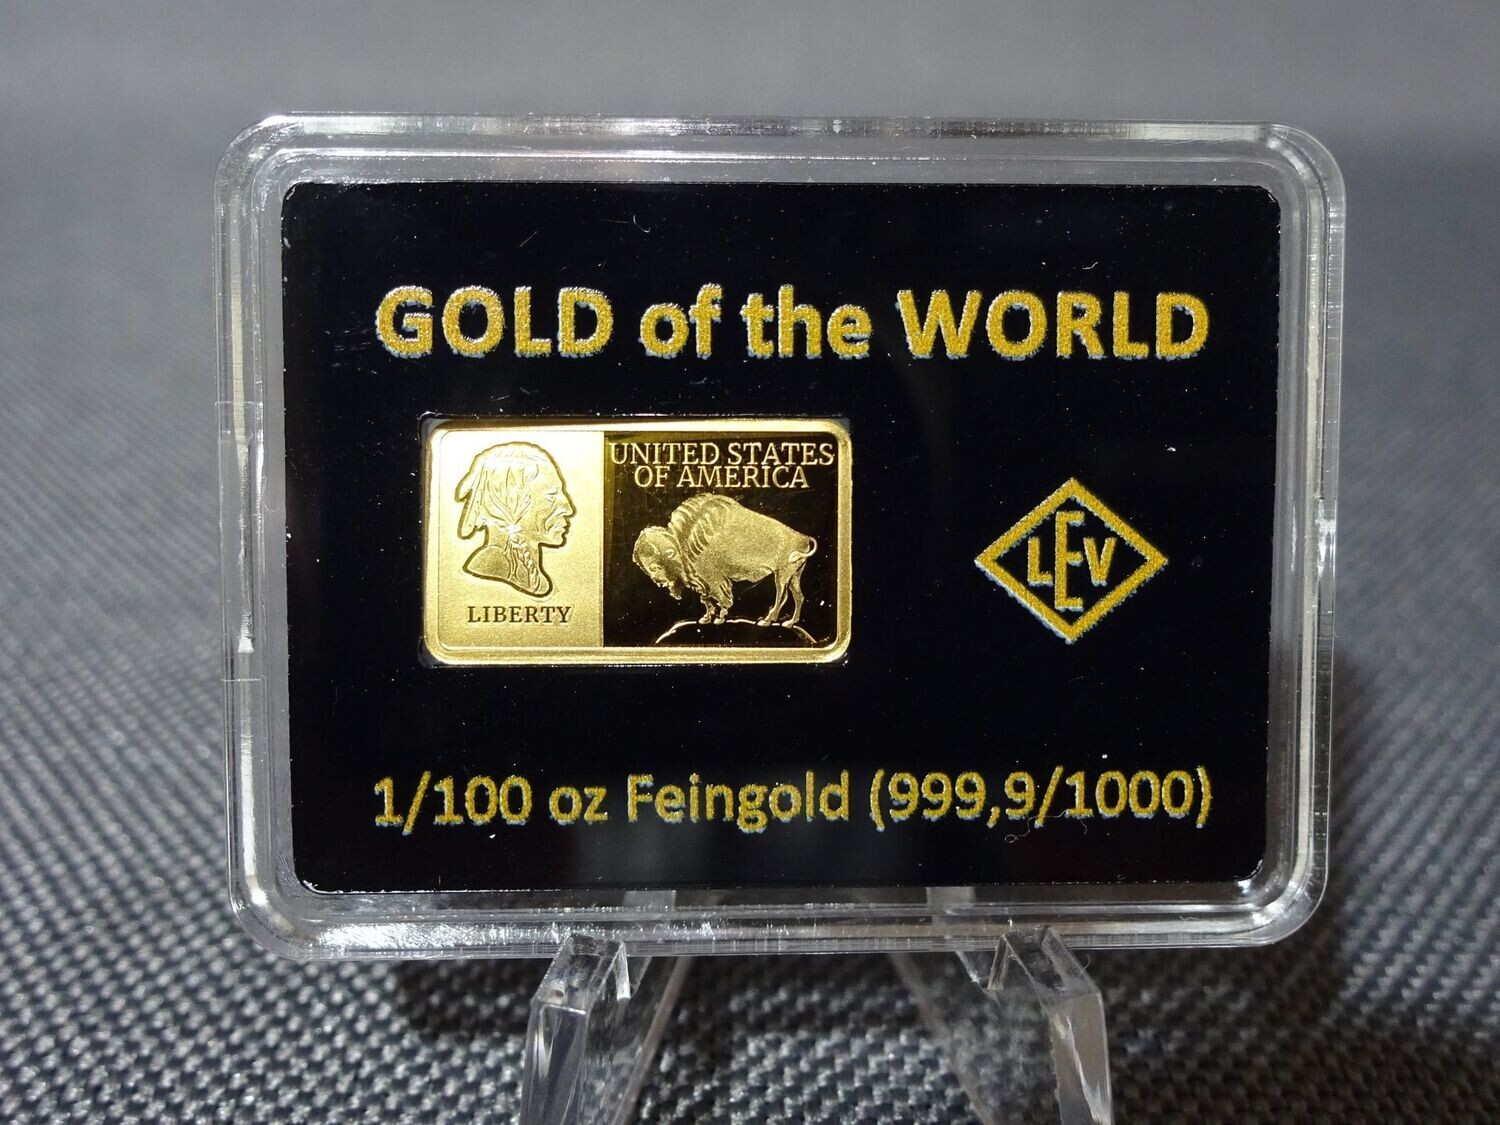 GOLD of the WORLD
UNITED STATES
OF AMERICA
LIBERTY
LEV
1/100 oz Feingold (999,9/1000)